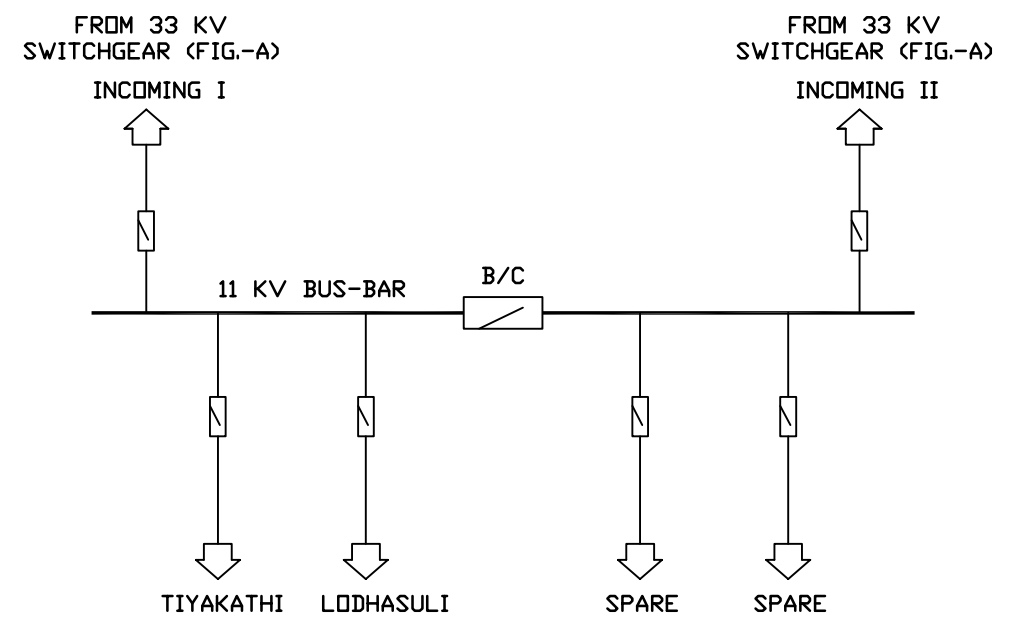 FROM 33 KV
SWITCHGEAR (FIG.-A)
INCOMING I
FROM 33 KV
SWITCHGEAR (FIG.-A)
INCOMING II
B/C
11 KV BUS-BAR
TIYAKATHI
LODHASULI
SPARE
SPARE